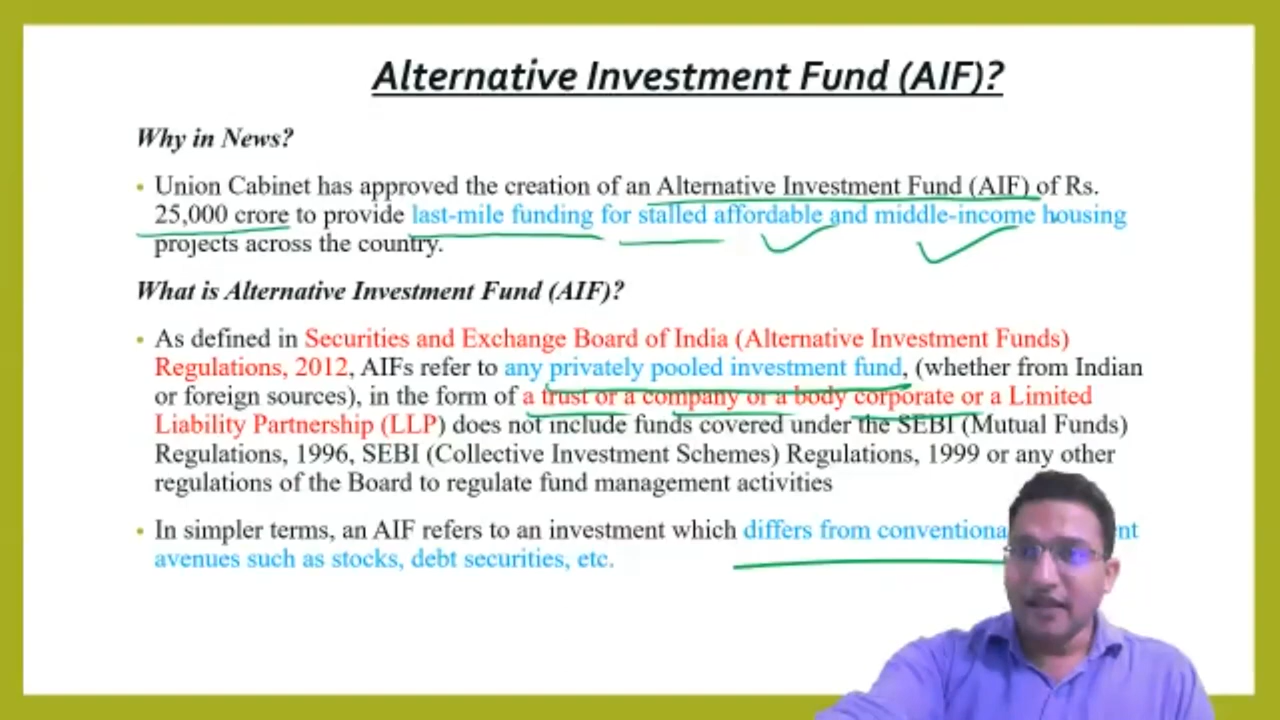 Alternative Investment Fund (AIF)?
Why in News?
• Union Cabinet has approved the creation of an Alternative Investment Fund (AIF) of Rs.
25,000 crore to provide last-mile funding for stalled affordable and middle-income housing
projects across the country.
What is Alternative Investment Fund (AIF)?
• As defined in Securities and Exchange Board of India (Alternative Investment Funds)
Regulations, 2012, AIFs refer to any privately pooled investment fund, (whether from Indian
or foreign sources), in the form of a trust or a company or a body corporate or a Limited
Liability Partnership (LLP) does not include funds covered under the SEBI (Mutual Funds)
Regulations, 1996, SEBI (Collective Investment Schemes) Regulations, 1999 or any other
regulations of the Board to regulate fund management activities
• In simpler terms, an AIF refers to an investment which differs from
avenues such as stocks, debt securities, etc.